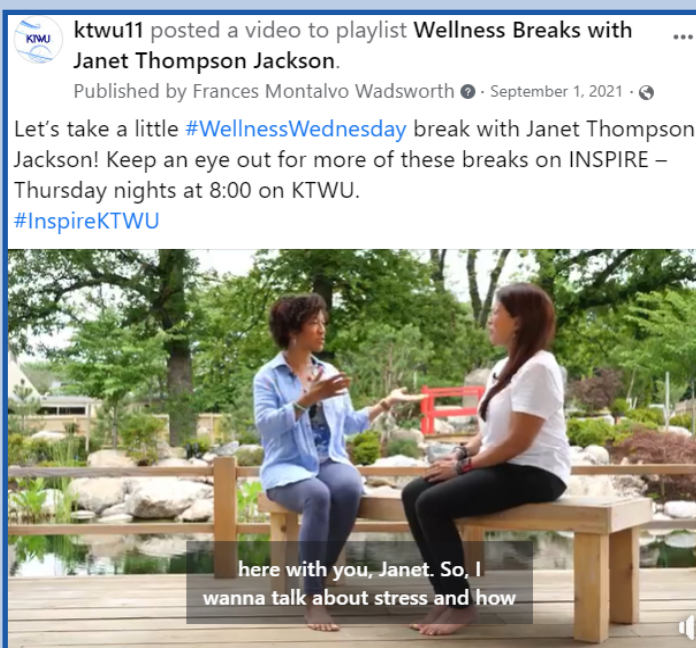 KTWU
ktwu11 posted a video to playlist Wellness Breaks with
Janet Thompson Jackson.
Published by Frances Montalvo Wadsworth ? · September 1, 2021 ·
Let's take a little #WellnessWednesday break with Janet Thompson
Jackson! Keep an eye out for more of these breaks on INSPIRE –
Thursday nights at 8:00 on KTWU.
#InspireKTWU
here with you, Janet. So, I
wanna talk about stress and how